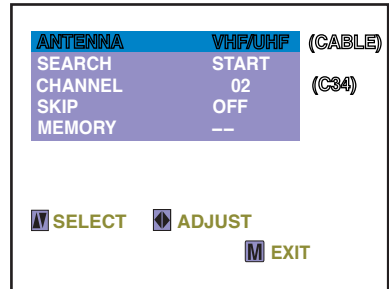 ANTENNA VHF/UHF (CABLE)
SEARCH START
CHANNEL 02 (C34)
SKIP OFF
MEMORY --
SELECT ADJUST
M EXIT